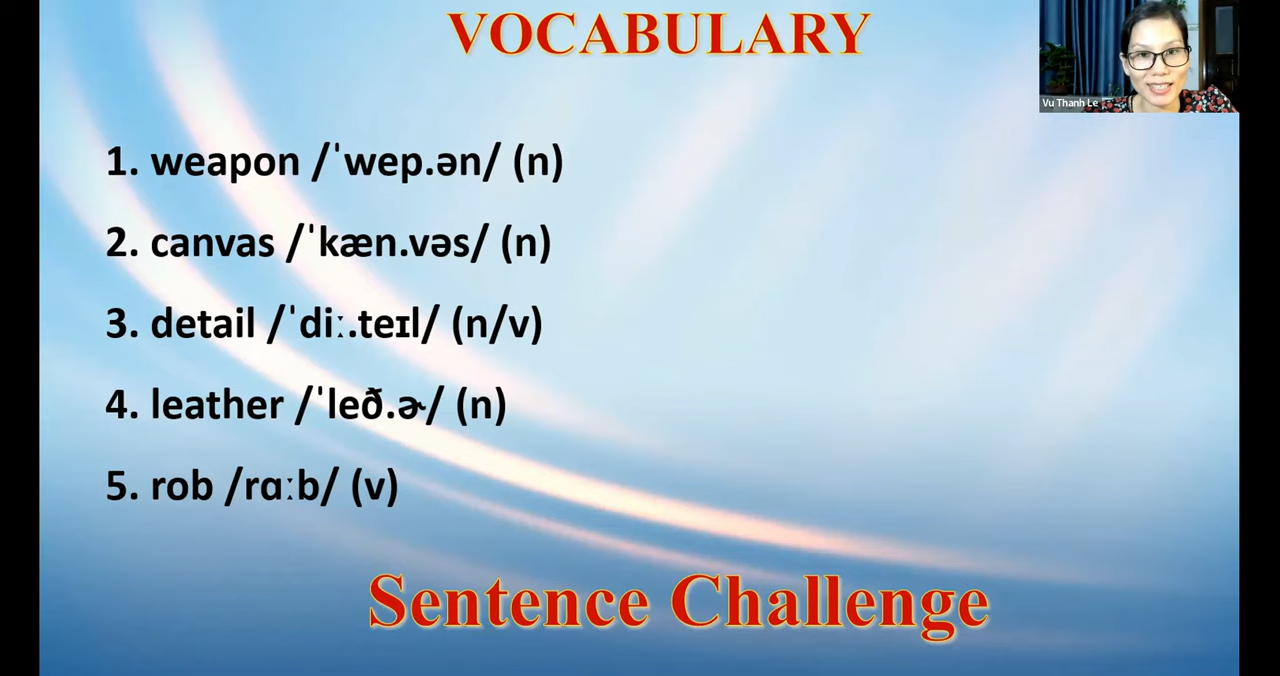 VOCABULARY
Vu Thanh Le
1. weapon /ˈwep.ən/ (n)
2. canvas /ˈkæn.vəs/ (n)
3. detail /ˈdiː.teɪl/ (n/v)
4. leather /ˈleð.ɚ/ (n)
5. rob /rɑːb/ (v)
Sentence Challenge